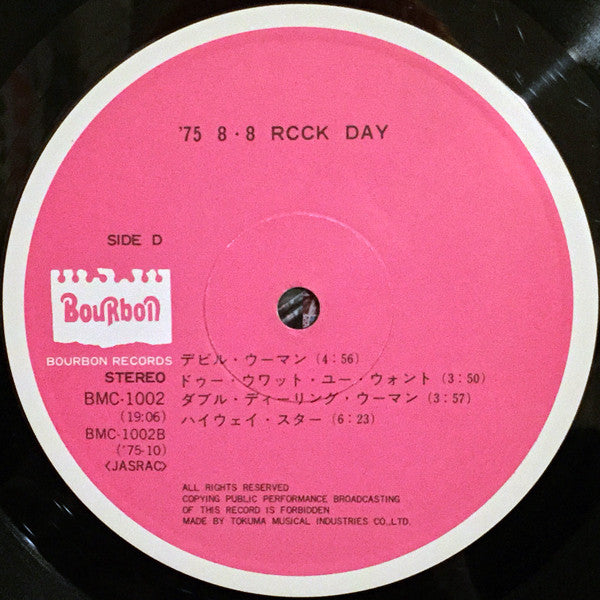 '75 8・8 RCCK DAY
SIDE D
BouRboN
BOURBON RECORDS
STEREO
BMC-1002
(19:06)
BMC-1002B
('75-10)
<JASRAC>
デビル・ウーマン (4:56)
ドゥー・ウワット・ユー・ウォント (3:50)
ダブル・ディーリング・ウーマン (3:57)
ハイウェイ・スター (6:23)
ALL RIGHTS RESERVED
COPYING PUBLIC PERFORMANCE BROADCASTING
OF THIS RECORD IS FORBIDDEN
MADE BY TOKUMA MUSICAL INDUSTRIES CO.,LTD.